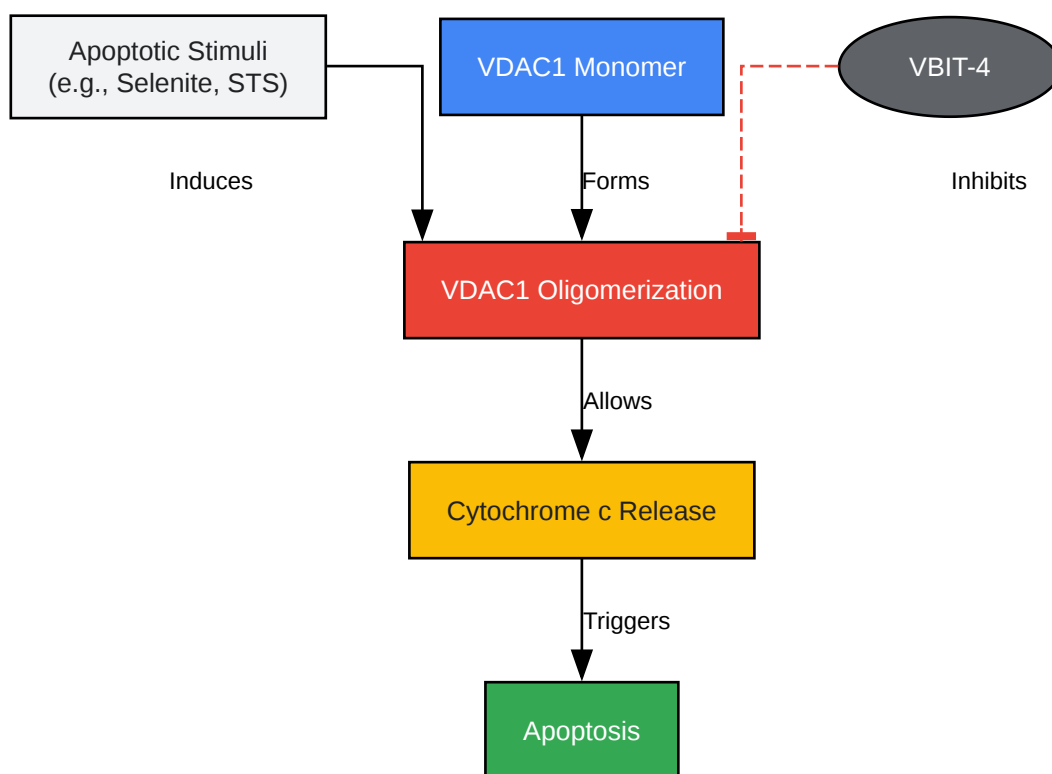 Apoptotic Stimuli
(e.g., Selenite, STS)
VDAC1 Monomer
VBIT-4
Induces
Forms
Inhibits
VDAC1 Oligomerization
Allows
Cytochrome c Release
Triggers
Apoptosis